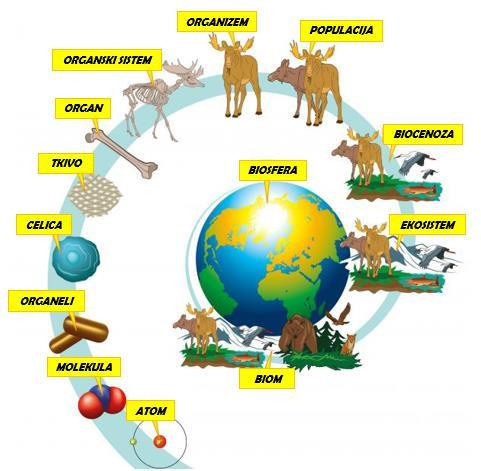 ORGANIZEM
POPULACIJA
ORGANSKI SISTEM
ORGAN
BIOCENOZA
TKIVO
BIOSFERA
CELICA
EKOSISTEM
ORGANELI
MOLEKULA
BIOM
ATOM